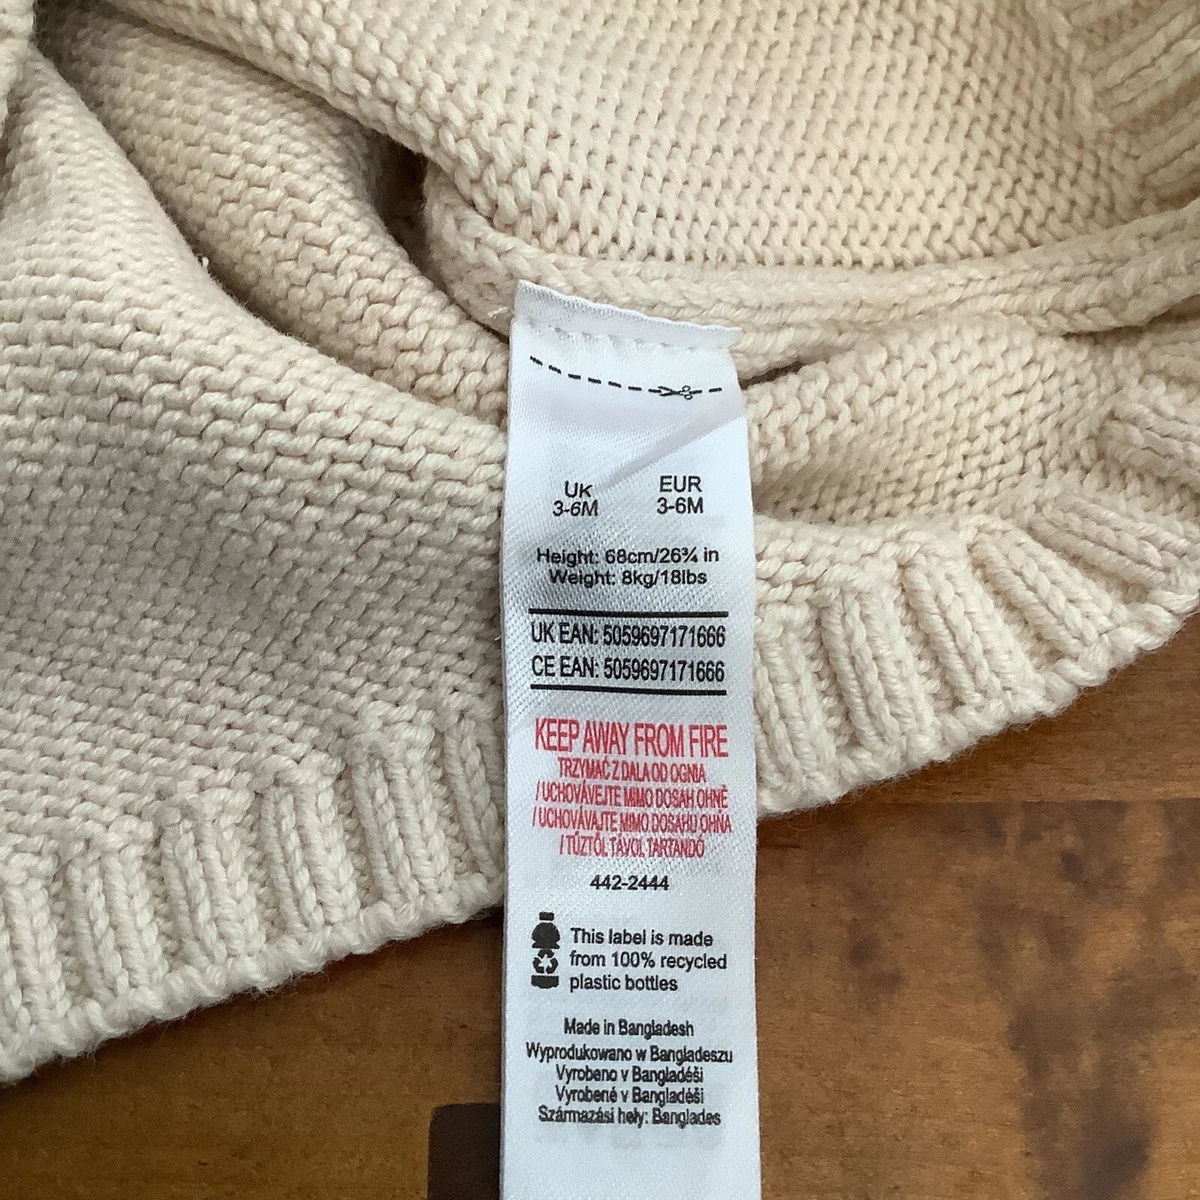 UK EUR
3-6M 3-6M
Height: 68cm/26¾ in
Weight: 8kg/18lbs
UK EAN: 5059697171666
CE EAN: 5059697171666
KEEP AWAY FROM FIRE
TRZYMAĆ Z DALA OD OGNIA
/ UCHOVÁVEJTE MIMO DOSAH OHNĚ
/ UCHOVÁVAJTE MIMO DOSAHU OHŇA
/ TŰZTŐL TÁVOL TARTANDÓ
442-2444
This label is made
from 100% recycled
plastic bottles
Made in Bangladesh
Wyprodukowano w Bangladeszu
Vyrobeno v Bangladéši
Vyrobené v Bangladéši
Származási hely: Banglades